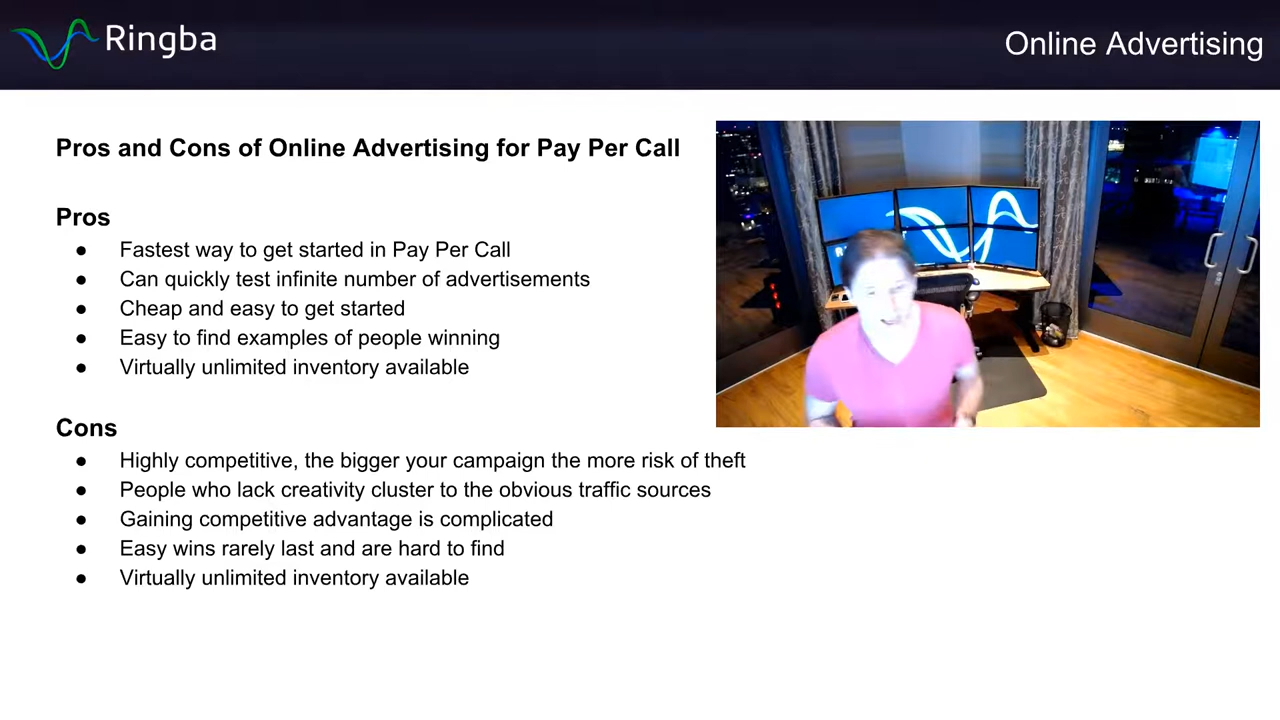 Ringba
Online Advertising
Pros and Cons of Online Advertising for Pay Per Call
Pros
● Fastest way to get started in Pay Per Call
● Can quickly test infinite number of advertisements
● Cheap and easy to get started
● Easy to find examples of people winning
● Virtually unlimited inventory available
Cons
● Highly competitive, the bigger your campaign the more risk of theft
● People who lack creativity cluster to the obvious traffic sources
● Gaining competitive advantage is complicated
● Easy wins rarely last and are hard to find
● Virtually unlimited inventory available